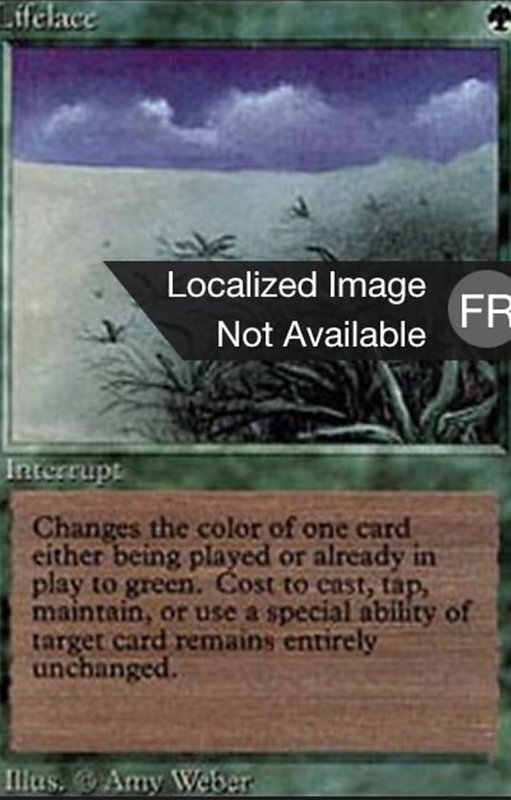 Lifelace
Localized Image
Not Available
FR
Interrupt
Changes the color of one card
either being played or already in
play to green. Cost to cast, tap,
maintain, or use a special ability of
target card remains entirely
unchanged.
Illus. © Amy Weber